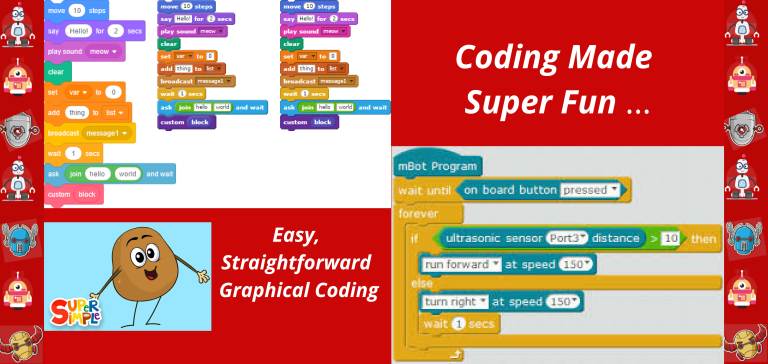 move 10 steps
say Hello! for 2 secs
play sound meow
clear
set var to 0
add thing to list
broadcast message1
wait 1 secs
ask join hello world and wait
custom block
move 10 steps
say Hello! for 2 secs
play sound meow
clear
set var to 0
add thing to list
broadcast message1
wait 1 secs
ask join hello world and wait
custom block
move 10 steps
say Hello! for 2 secs
play sound meow
clear
set var to 0
add thing to list
broadcast message1
wait 1 secs
ask join hello world and wait
custom block
SUPER
SIMPLE
Easy,
Straightforward
Graphical Coding
Coding Made
Super Fun ...
mBot Program
wait until on board button pressed
forever
if ultrasonic sensor Port3 distance > 10 then
run forward at speed 150
else
turn right at speed 150
wait 1 secs